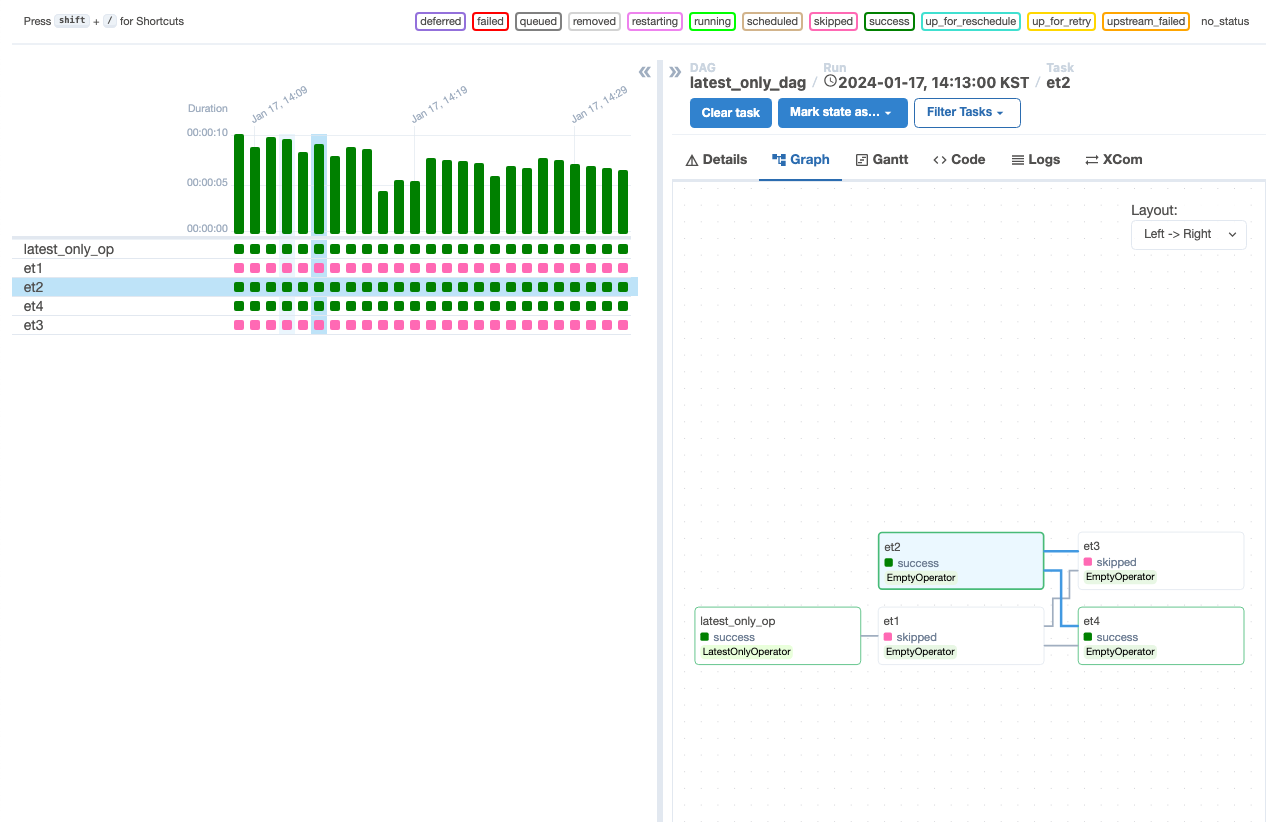 Press shift + / for Shortcuts
deferred failed queued removed restarting running scheduled skipped success up_for_reschedule up_for_retry upstream_failed no_status
« »
DAG Run Task
latest_only_dag / 2024-01-17, 14:13:00 KST / et2
Clear task Mark state as... Filter Tasks
Details Graph Gantt Code Logs XCom
Jan 17, 14:09 Jan 17, 14:19 Jan 17, 14:29
Duration
00:00:10
00:00:05
00:00:00
latest_only_op
et1
et2
et4
et3
Layout:
Left -> Right
et2
success
EmptyOperator
et3
skipped
EmptyOperator
latest_only_op
success
LatestOnlyOperator
et1
skipped
EmptyOperator
et4
success
EmptyOperator